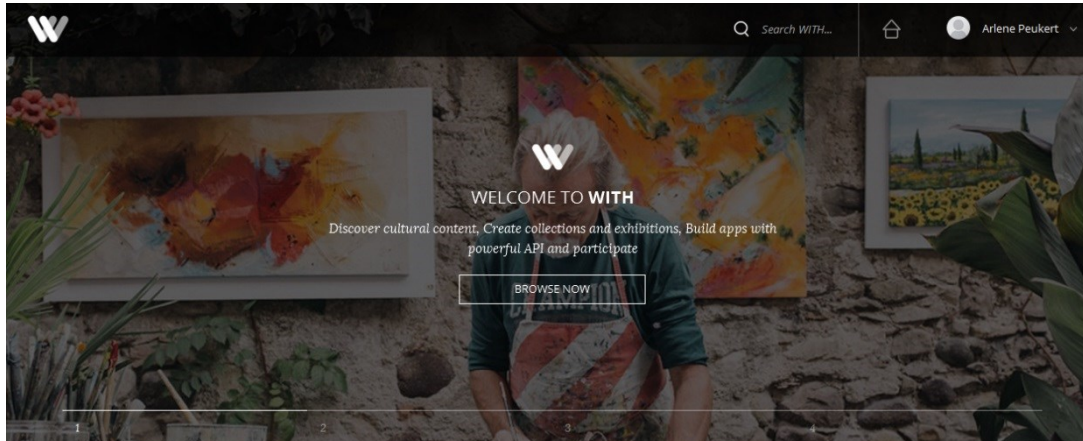 Search WITH...
Arlene Peukert
WELCOME TO WITH
Discover cultural content, Create collections and exhibitions, Build apps with
powerful API and participate
BROWSE NOW
CHAMPION
1 2 3 4